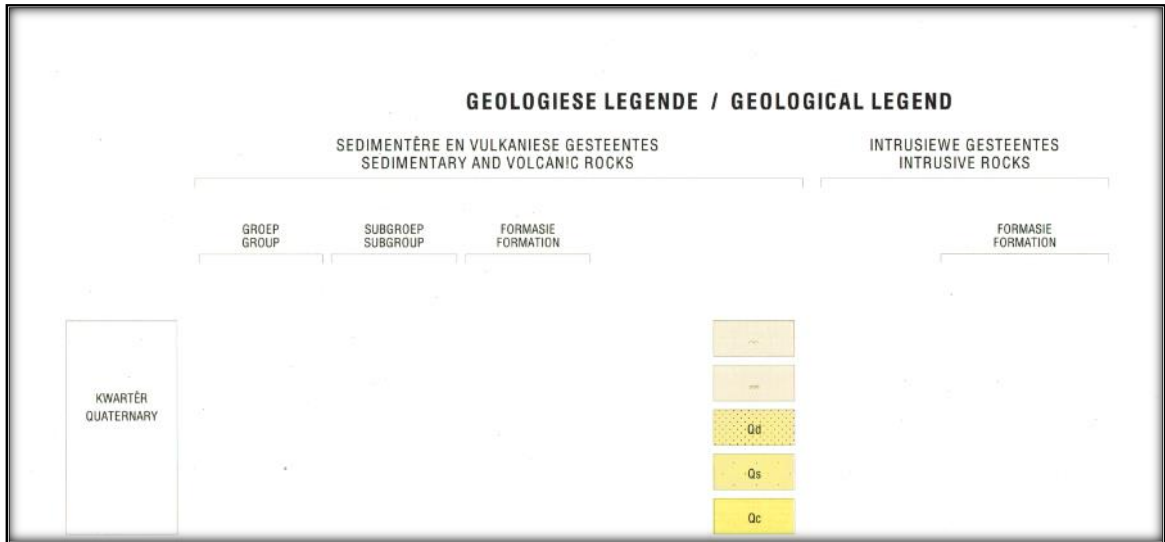 GEOLOGIESE LEGENDE / GEOLOGICAL LEGEND
SEDIMENTÊRE EN VULKANIESE GESTEENTES
SEDIMENTARY AND VOLCANIC ROCKS
INTRUSIEWE GESTEENTES
INTRUSIVE ROCKS
GROEP
GROUP
SUBGROEP
SUBGROUP
FORMASIE
FORMATION
FORMASIE
FORMATION
KWARTÊR
QUATERNARY
Qd
Qs
Qc